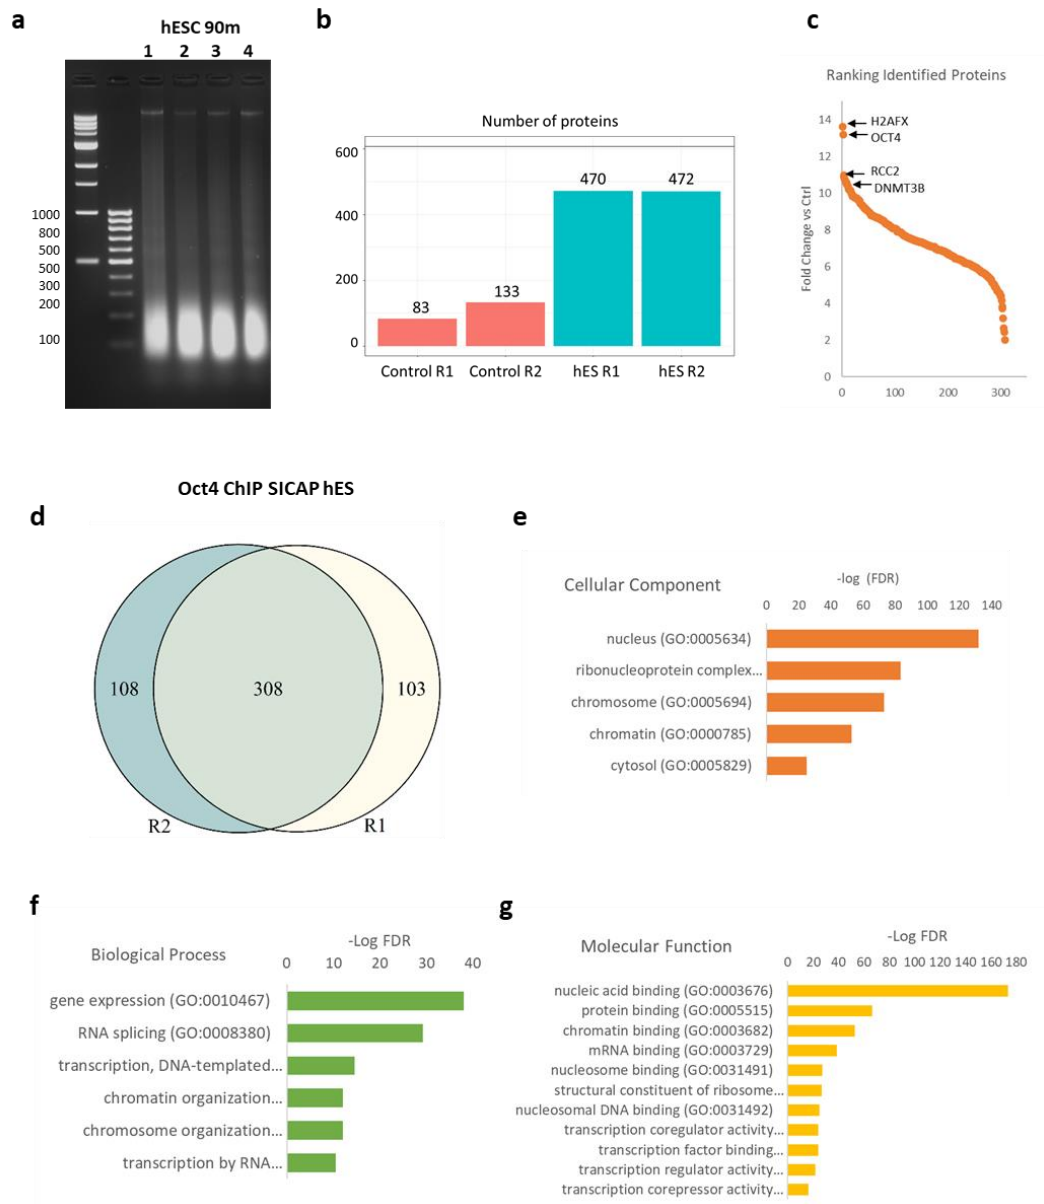 a
hESC 90m
1 2 3 4
1000
800
500
500
300
200
100
b
Number of proteins
600
400
200
0
83
133
470
472
Control R1
Control R2
hES R1
hES R2
c
Ranking Identified Proteins
Fold Change vs Ctrl
14
12
10
8
6
4
2
0
H2AFX
OCT4
RCC2
DNMT3B
0 100 200 300
Oct4 ChIP SICAP hES
d
108
308
103
R2
R1
e
Cellular Component
-log (FDR)
0 20 40 60 80 100 120 140
nucleus (GO:0005634)
ribonucleoprotein complex...
chromosome (GO:0005694)
chromatin (GO:0000785)
cytosol (GO:0005829)
f
Biological Process
-Log FDR
0 10 20 30 40
gene expression (GO:0010467)
RNA splicing (GO:0008380)
transcription, DNA-templated...
chromatin organization...
chromosome organization...
transcription by RNA...
g
Molecular Function
-Log FDR
0 20 40 60 80 100 120 140 160 180
nucleic acid binding (GO:0003676)
protein binding (GO:0005515)
chromatin binding (GO:0003682)
mRNA binding (GO:0003729)
nucleosome binding (GO:0031491)
structural constituent of ribosome...
nucleosomal DNA binding (GO:0031492)
transcription coregulator activity...
transcription factor binding...
transcription regulator activity...
transcription corepressor activity...